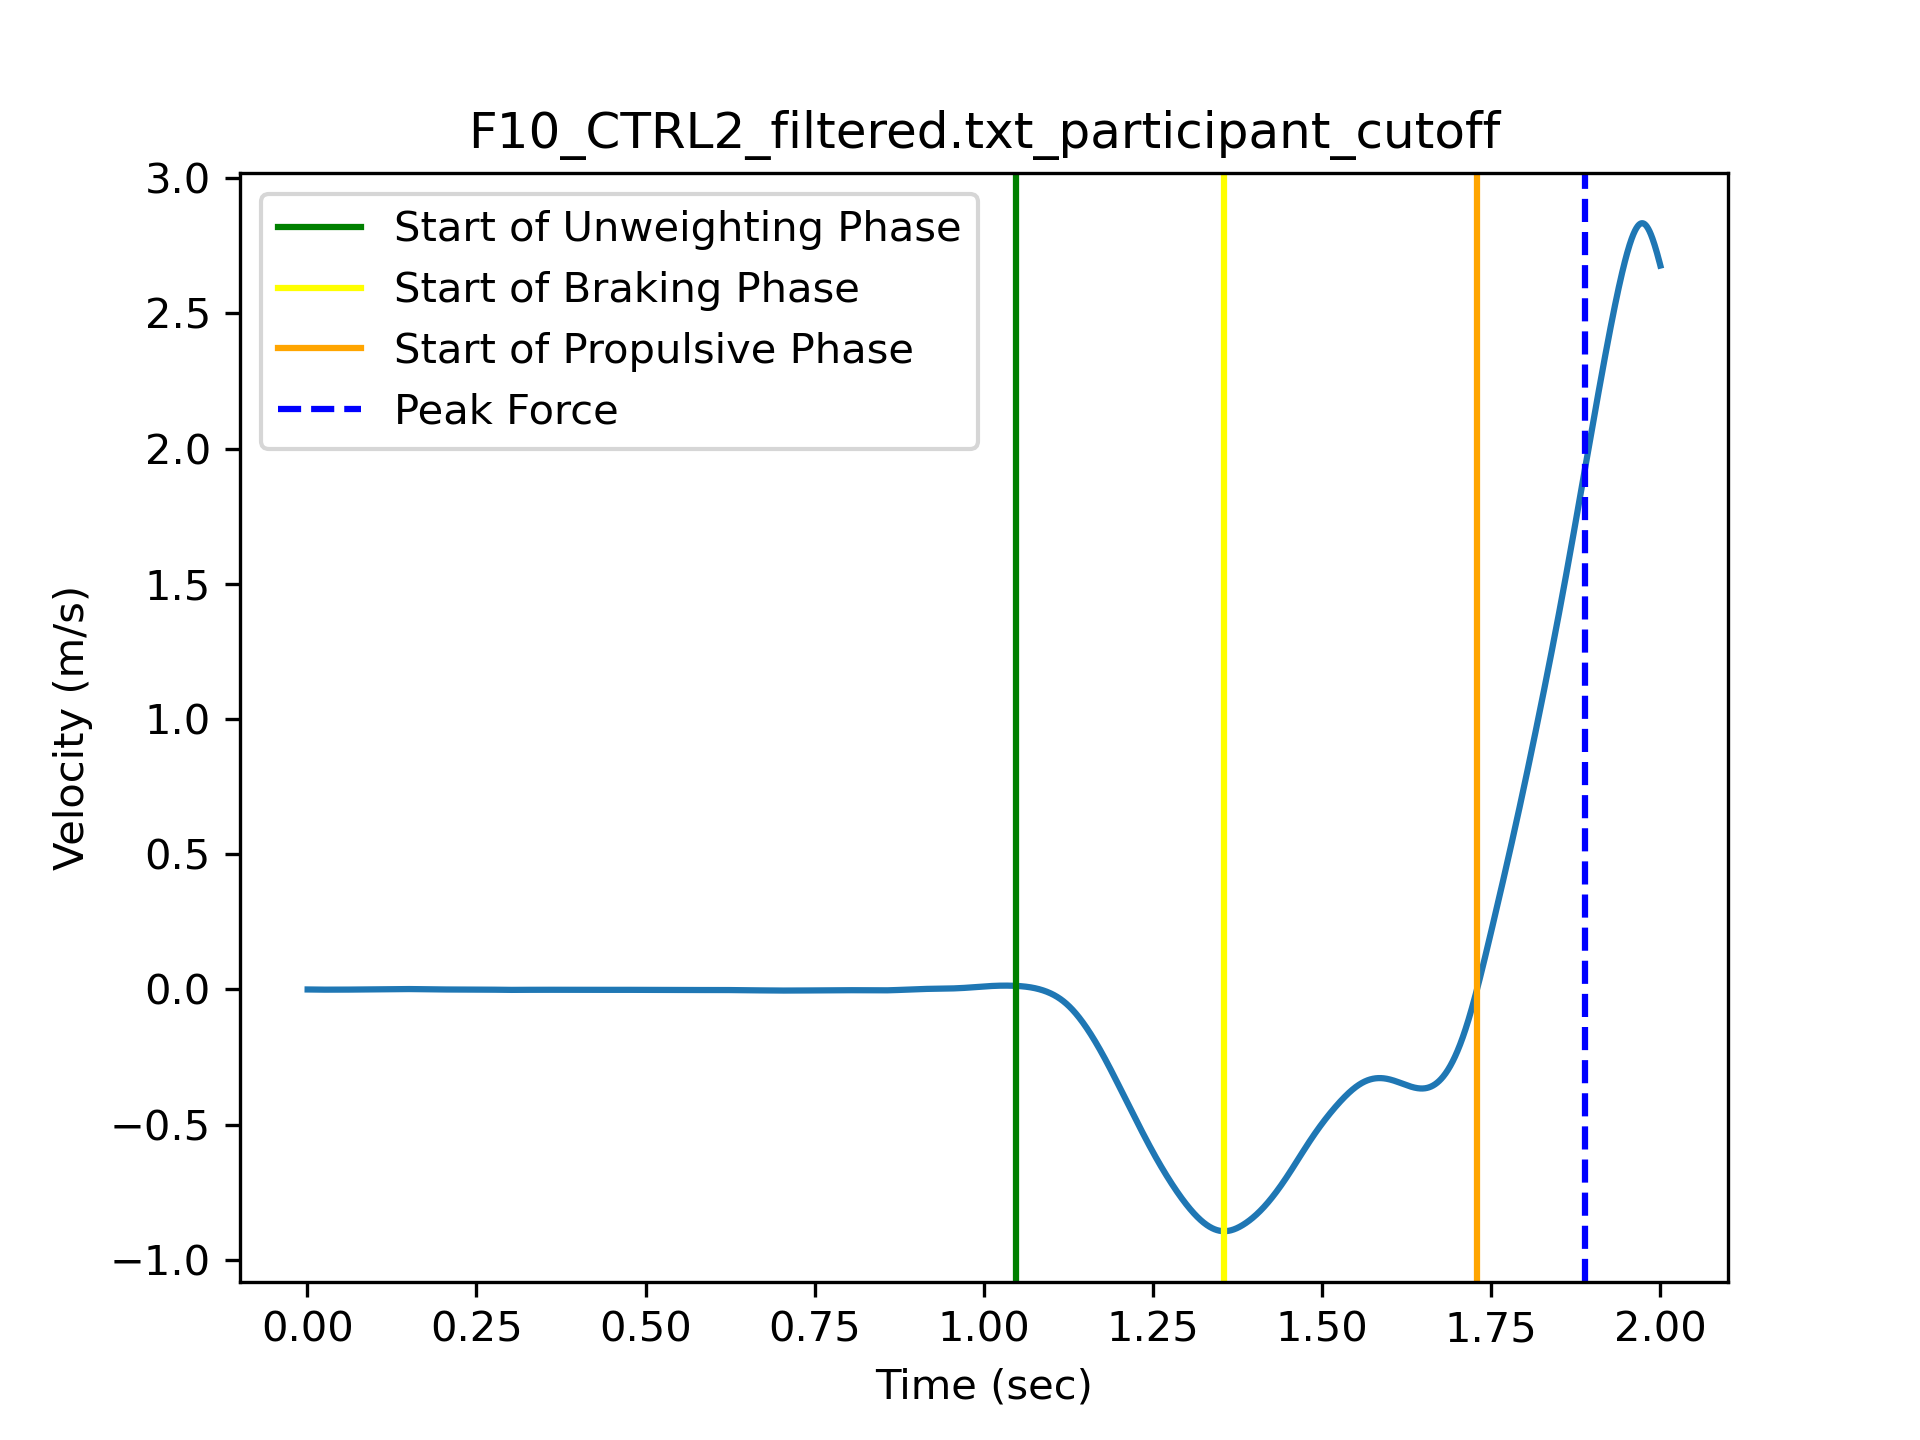 F10_CTRL2_filtered.txt_participant_cutoff
Start of Unweighting Phase
Start of Braking Phase
Start of Propulsive Phase
Peak Force
3.0
2.5
2.0
1.5
1.0
0.5
0.0
−0.5
−1.0
Velocity (m/s)
0.00 0.25 0.50 0.75 1.00 1.25 1.50 1.75 2.00
Time (sec)